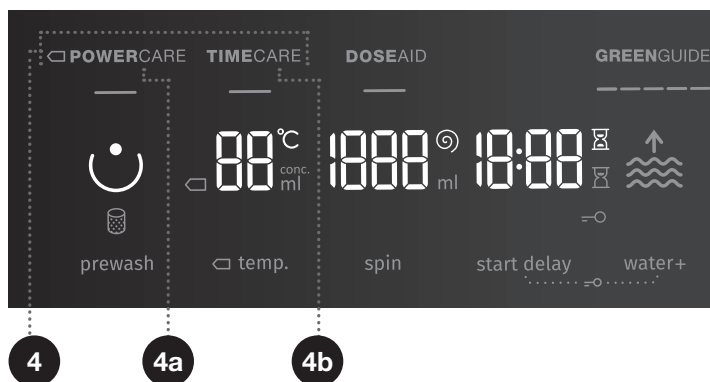 POWERCARE TIMECARE DOSEAID GREENGUIDE
88 °C 1888 18:88
conc.
ml ml
prewash temp. spin start delay water+
4 4a 4b